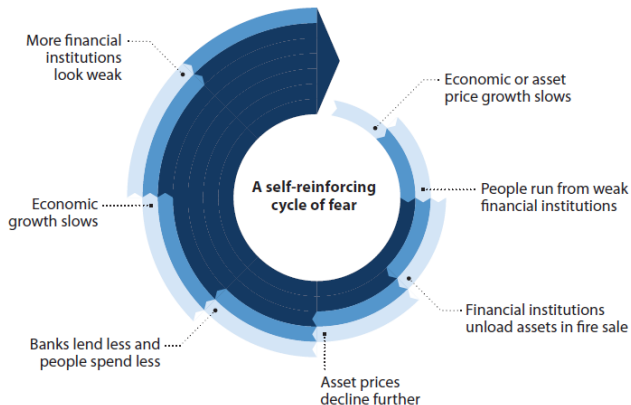 More financial
institutions
look weak
Economic or asset
price growth slows
A self-reinforcing
cycle of fear
People run from weak
financial institutions
Economic
growth slows
Financial institutions
unload assets in fire sale
Banks lend less and
people spend less
Asset prices
decline further